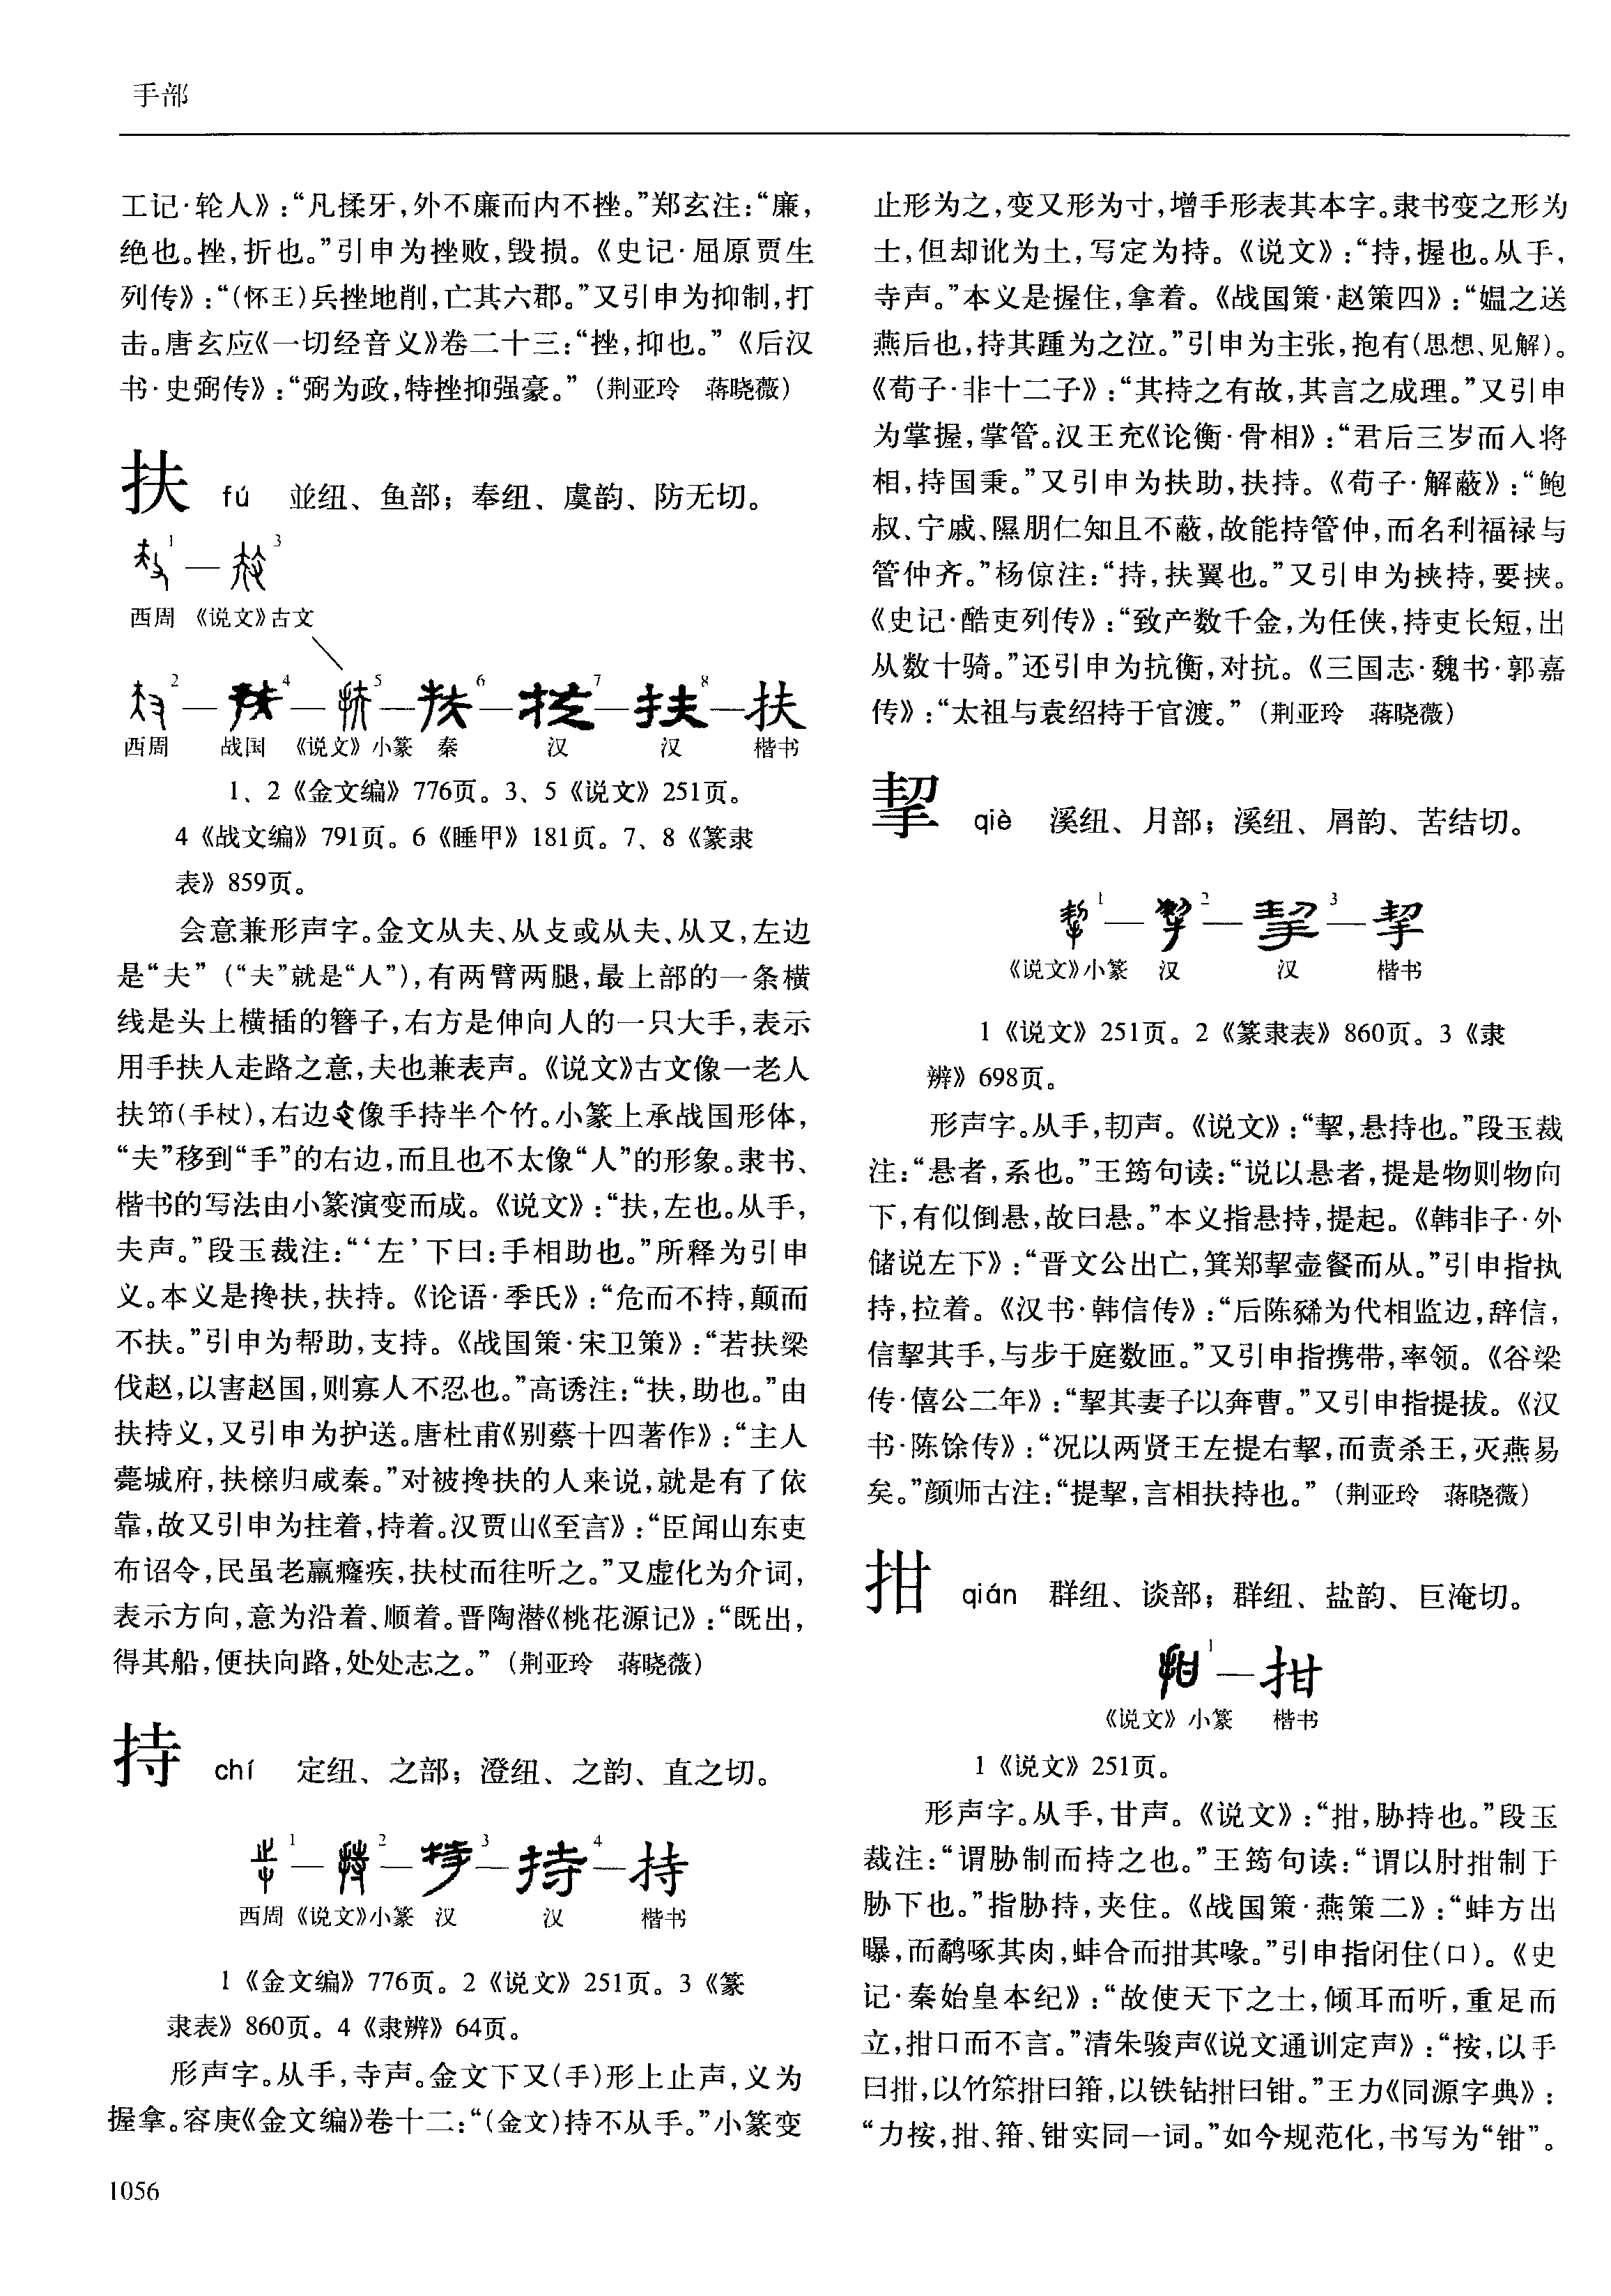 手部
工记·轮人》:“凡揉牙,外不廉而内不挫。”郑玄注:“廉,
绝也。挫,折也。”引申为挫败,毁损。《史记·屈原贾生
列传》:“(怀王)兵挫地削,亡其六郡。”又引申为抑制,打
击。唐玄应《一切经音义》卷二十三:“挫,抑也。”《后汉
书·史弼传》:“弼为政,特挫抑强豪。”(荆亚玲 蒋晓薇)
扶 fú 並纽、鱼部;奉纽、虞韵、防无切。
1 — 3
西周 《说文》古文
2 — 4 — 5 — 6 — 7 — 8 — 扶
西周 战国 《说文》小篆 秦 汉 汉 楷书
1、2《金文编》776页。3、5《说文》251页。
4《战文编》791页。6《睡甲》181页。7、8《篆隶
表》859页。
会意兼形声字。金文从夫、从攴或从夫、从又,左边
是“夫”(“夫”就是“人”),有两臂两腿,最上部的一条横
线是头上横插的簪子,右方是伸向人的一只大手,表示
用手扶人走路之意,夫也兼表声。《说文》古文像一老人
扶筇(手杖),右边像手持半个竹。小篆上承战国形体,
“夫”移到“手”的右边,而且也不太像“人”的形象。隶书、
楷书的写法由小篆演变而成。《说文》:“扶,左也。从手,
夫声。”段玉裁注:“‘左’下曰:手相助也。”所释为引申
义。本义是搀扶,扶持。《论语·季氏》:“危而不持,颠而
不扶。”引申为帮助,支持。《战国策·宋卫策》:“若扶梁
伐赵,以害赵国,则寡人不忍也。”高诱注:“扶,助也。”由
扶持义,又引申为护送。唐杜甫《别蔡十四著作》:“主人
薨城府,扶榇归咸秦。”对被搀扶的人来说,就是有了依
靠,故又引申为拄着,持着。汉贾山《至言》:“臣闻山东吏
布诏令,民虽老羸癃疾,扶杖而往听之。”又虚化为介词,
表示方向,意为沿着、顺着。晋陶潜《桃花源记》:“既出,
得其船,便扶向路,处处志之。”(荆亚玲 蒋晓薇)
持 chí 定纽、之部;澄纽、之韵、直之切。
1 — 2 — 3 — 4 — 持
西周 《说文》小篆 汉 汉 楷书
1《金文编》776页。2《说文》251页。3《篆
隶表》860页。4《隶辨》64页。
形声字。从手,寺声。金文下又(手)形上止声,义为
握拿。容庚《金文编》卷十二:“(金文)持不从手。”小篆变
止形为之,变又形为寸,增手形表其本字。隶书变之形为
士,但却讹为土,写定为持。《说文》:“持,握也。从手,
寺声。”本义是握住,拿着。《战国策·赵策四》:“媪之送
燕后也,持其踵为之泣。”引申为主张,抱有(思想、见解)。
《荀子·非十二子》:“其持之有故,其言之成理。”又引申
为掌握,掌管。汉王充《论衡·骨相》:“君后三岁而入将
相,持国秉。”又引申为扶助,扶持。《荀子·解蔽》:“鲍
叔、宁戚、隰朋仁知且不蔽,故能持管仲,而名利福禄与
管仲齐。”杨倞注:“持,扶翼也。”又引申为挟持,要挟。
《史记·酷吏列传》:“致产数千金,为任侠,持吏长短,出
从数十骑。”还引申为抗衡,对抗。《三国志·魏书·郭嘉
传》:“太祖与袁绍持于官渡。”(荆亚玲 蒋晓薇)
挈 qiè 溪纽、月部;溪纽、屑韵、苦结切。
1 — 2 — 3 — 挈
《说文》小篆 汉 汉 楷书
1《说文》251页。2《篆隶表》860页。3《隶
辨》698页。
形声字。从手,㓞声。《说文》:“挈,悬持也。”段玉裁
注:“悬者,系也。”王筠句读:“说以悬者,提是物则物向
下,有似倒悬,故曰悬。”本义指悬持,提起。《韩非子·外
储说左下》:“晋文公出亡,箕郑挈壶餐而从。”引申指执
持,拉着。《汉书·韩信传》:“后陈豨为代相监边,辞信,
信挈其手,与步于庭数匝。”又引申指携带,率领。《谷梁
传·僖公二年》:“挈其妻子以奔曹。”又引申指提拔。《汉
书·陈馀传》:“况以两贤王左提右挈,而责杀王,灭燕易
矣。”颜师古注:“提挈,言相扶持也。”(荆亚玲 蒋晓薇)
拑 qián 群纽、谈部;群纽、盐韵、巨淹切。
1 — 拑
《说文》小篆 楷书
1《说文》251页。
形声字。从手,甘声。《说文》:“拑,胁持也。”段玉
裁注:“谓胁制而持之也。”王筠句读:“谓以肘拑制于
胁下也。”指胁持,夹住。《战国策·燕策二》:“蚌方出
曝,而鹬啄其肉,蚌合而拑其喙。”引申指闭住(口)。《史
记·秦始皇本纪》:“故使天下之士,倾耳而听,重足而
立,拑口而不言。”清朱骏声《说文通训定声》:“按,以手
曰拑,以竹䇲拑曰箝,以铁钻拑曰钳。”王力《同源字典》:
“力按,拑、箝、钳实同一词。”如今规范化,书写为“钳”。
1056